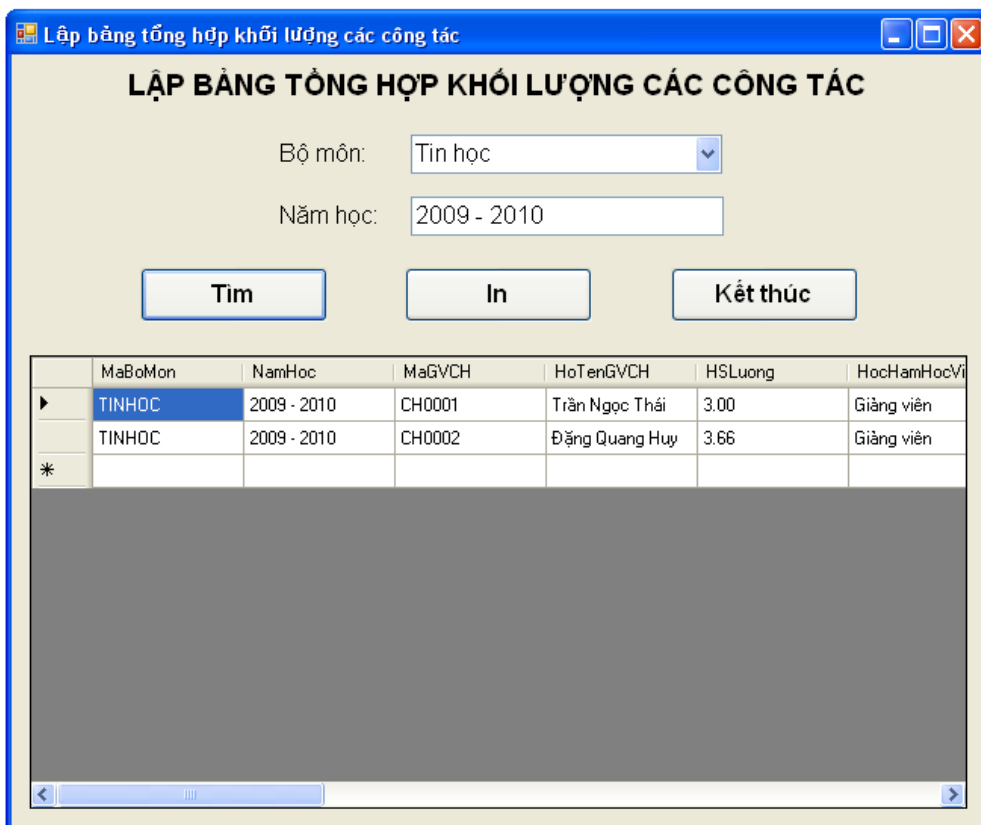 Lập bảng tổng hợp khối lượng các công tác
LẬP BẢNG TỔNG HỢP KHỐI LƯỢNG CÁC CÔNG TÁC
Bộ môn: Tin học
Năm học: 2009 - 2010
Tìm In Kết thúc
MaBoMon NamHoc MaGVCH HoTenGVCH HSLuong HocHamHocVi
TINHOC 2009 - 2010 CH0001 Trần Ngọc Thái 3.00 Giảng viên
TINHOC 2009 - 2010 CH0002 Đặng Quang Huy 3.66 Giảng viên